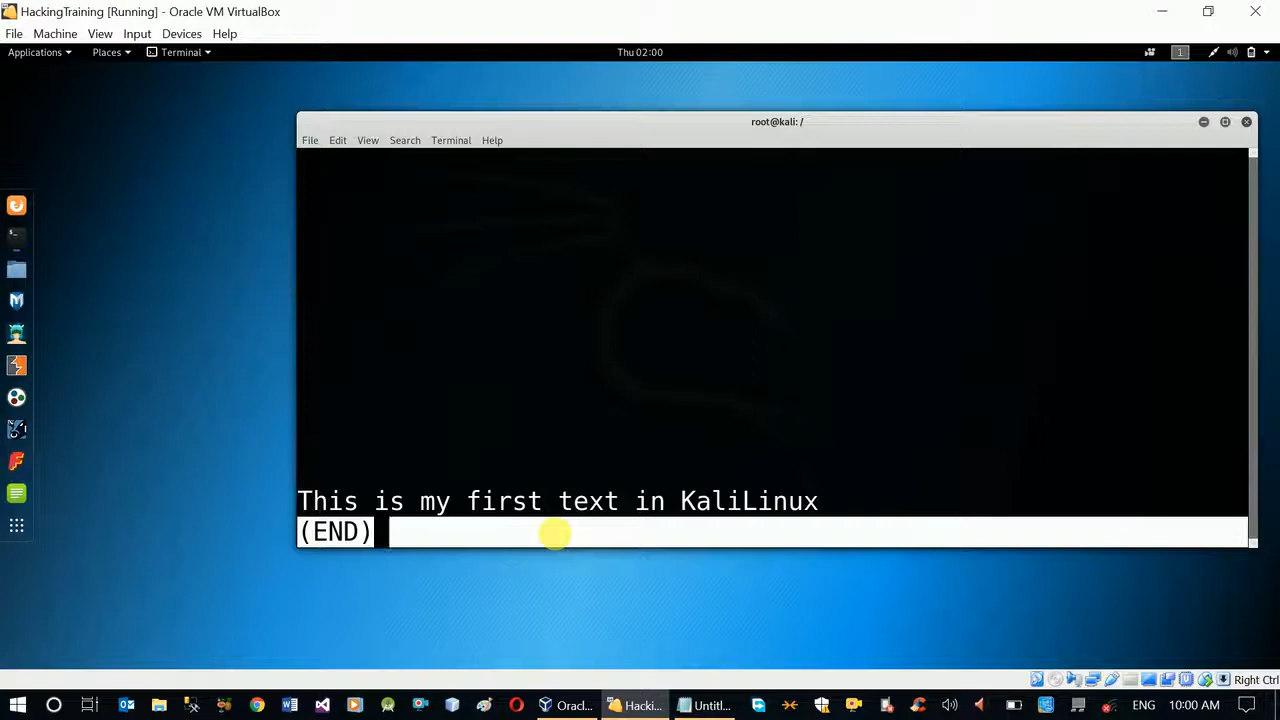 HackingTraining [Running] - Oracle VM VirtualBox
File Machine View Input Devices Help
Applications Places Terminal Thu 02:00 1
root@kali: /
File Edit View Search Terminal Help
This is my first text in KaliLinux
(END)
Right Ctrl
Oracl... Hacki... Untitl... ENG 10:00 AM